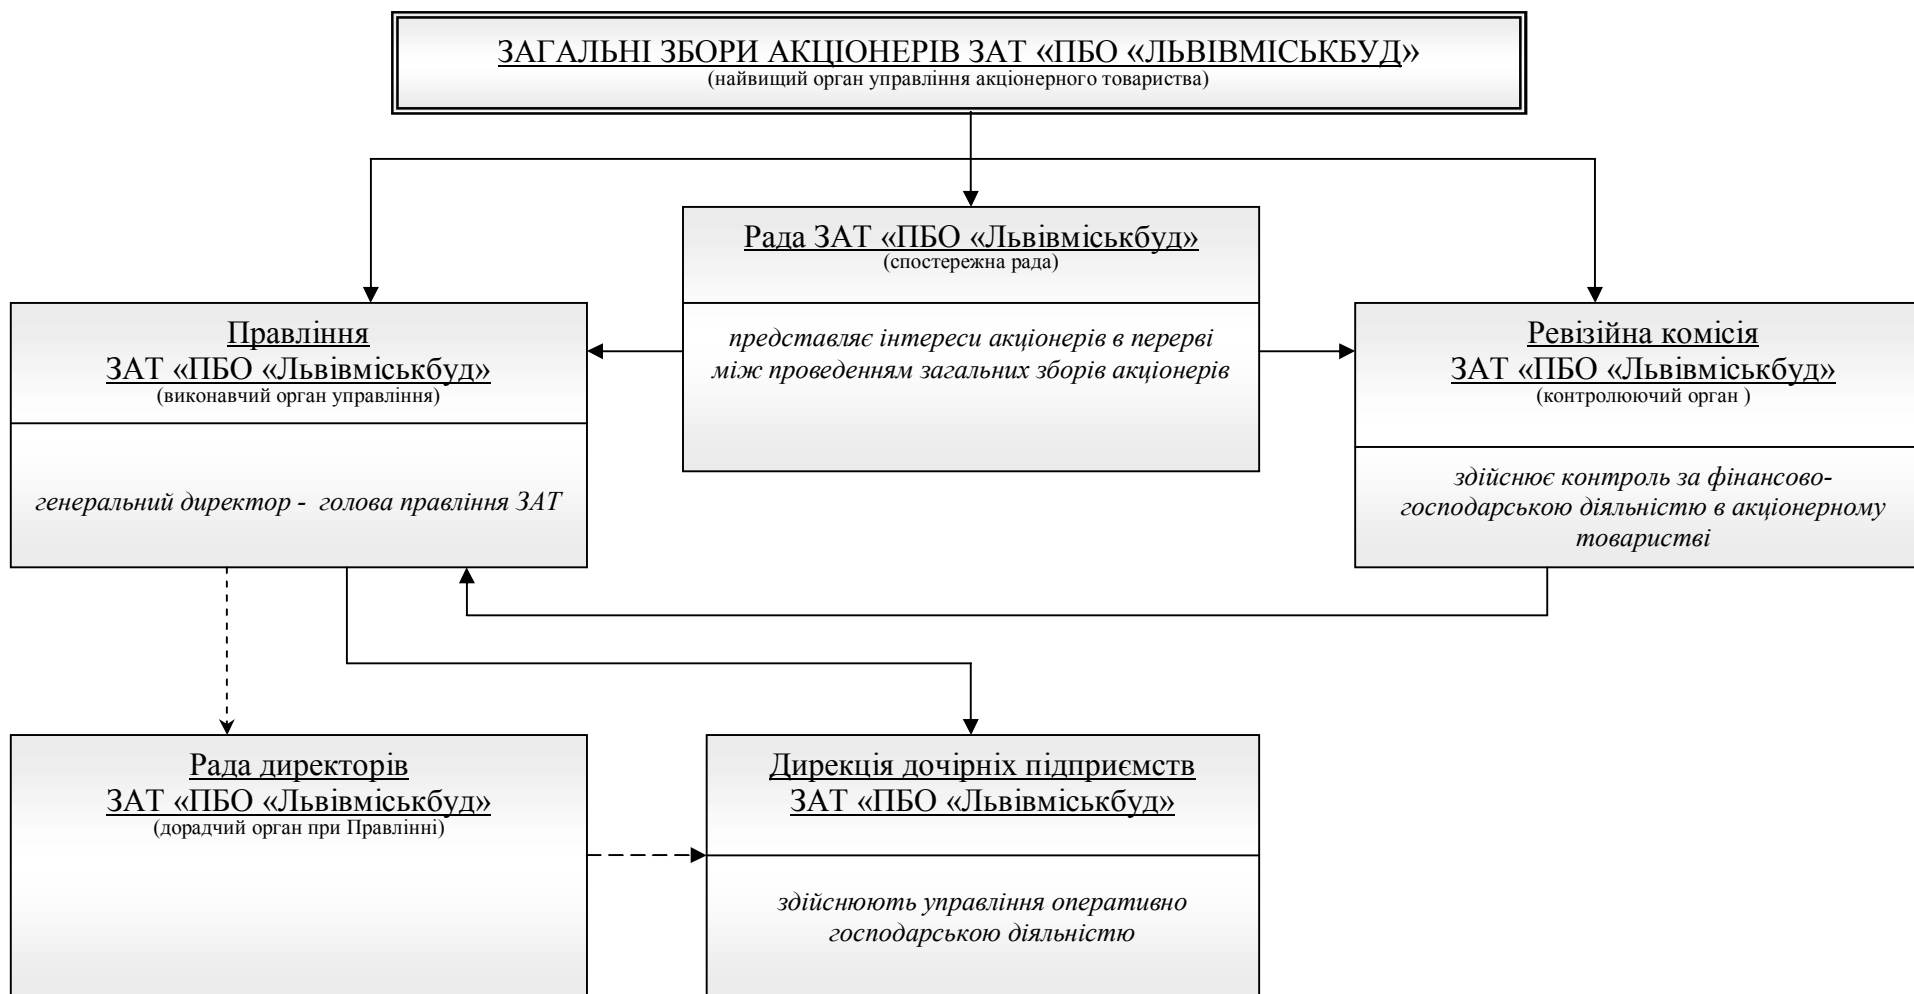 ЗАГАЛЬНІ ЗБОРИ АКЦІОНЕРІВ ЗАТ «ПБО «ЛЬВІВМІСЬКБУД»
(найвищий орган управління акціонерного товариства)
Рада ЗАТ «ПБО «Львівміськбуд»
(спостережна рада)
представляє інтереси акціонерів в перерві
між проведенням загальних зборів акціонерів
Правління
ЗАТ «ПБО «Львівміськбуд»
(виконавчий орган управління)
генеральний директор - голова правління ЗАТ
Ревізійна комісія
ЗАТ «ПБО «Львівміськбуд»
(контролюючий орган )
здійснює контроль за фінансово-
господарською діяльністю в акціонерному
товаристві
Рада директорів
ЗАТ «ПБО «Львівміськбуд»
(дорадчий орган при Правлінні)
Дирекція дочірніх підприємств
ЗАТ «ПБО «Львівміськбуд»
здійснюють управління оперативно
господарською діяльністю